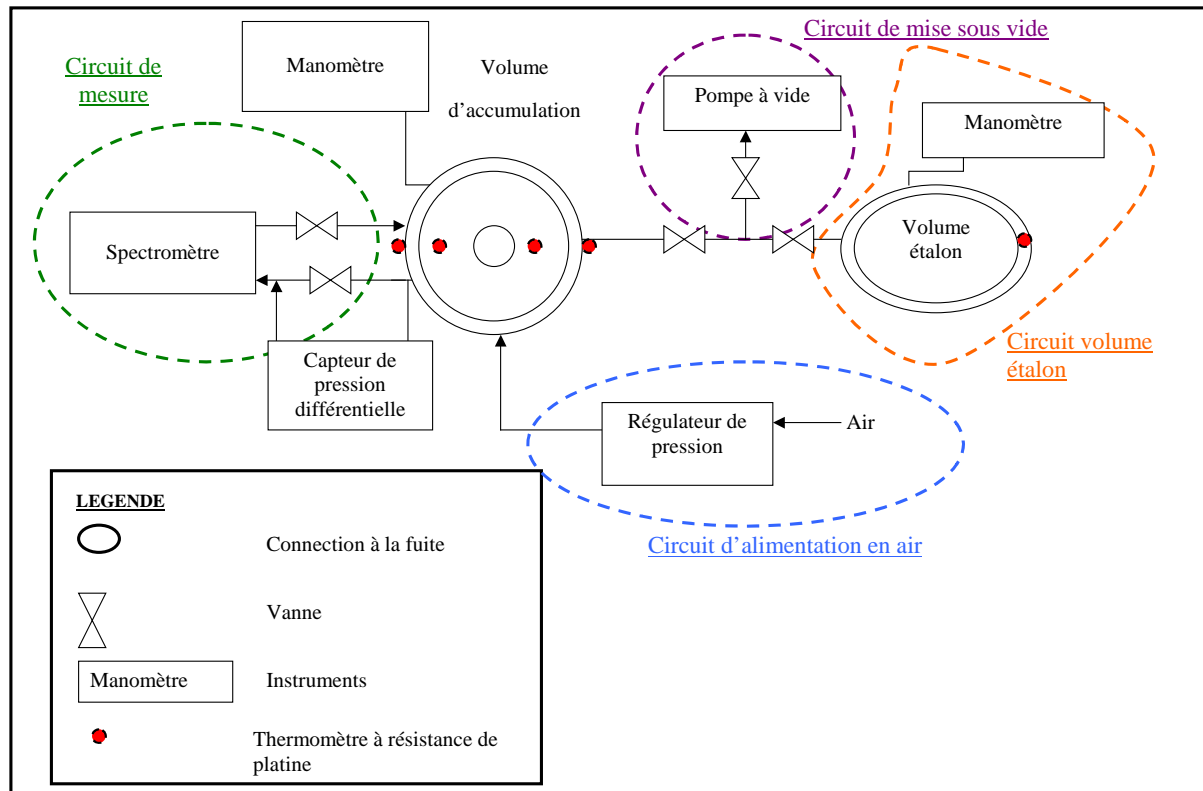 Circuit de mise sous vide
Circuit de
mesure
Manomètre
Volume
d’accumulation
Pompe à vide
Manomètre
Spectromètre
Volume
étalon
Capteur de
pression
différentielle
Circuit volume
étalon
Régulateur de
pression
Air
Circuit d’alimentation en air
LEGENDE
Connection à la fuite
Vanne
Manomètre
Instruments
Thermomètre à résistance de
platine